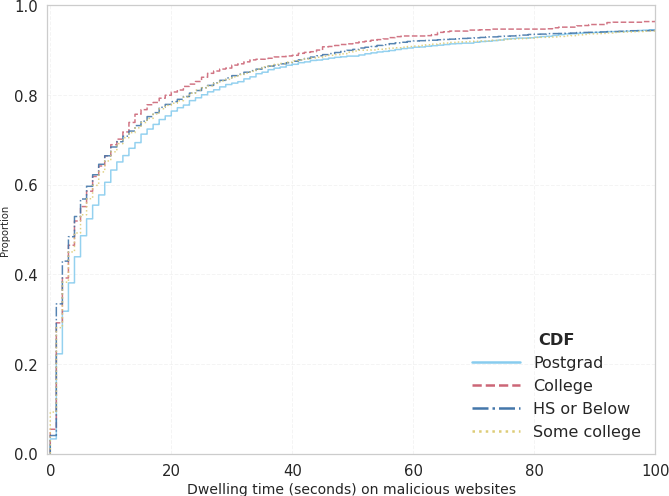 1.0
0.8
0.6
0.4
0.2
0.0
Proportion
CDF
Postgrad
College
HS or Below
Some college
0 20 40 60 80 100
Dwelling time (seconds) on malicious websites